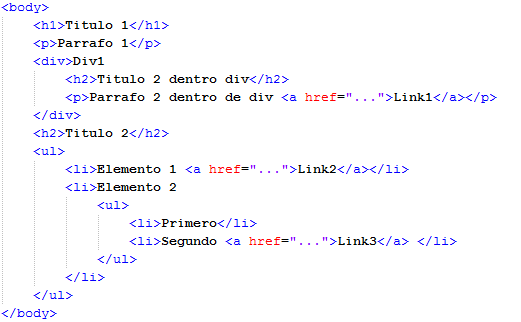 <body>
<h1>Titulo 1</h1>
<p>Parrafo 1</p>
<div>Div1
<h2>Titulo 2 dentro div</h2>
<p>Parrafo 2 dentro de div <a href="...">Link1</a></p>
</div>
<h2>Titulo 2</h2>
<ul>
<li>Elemento 1 <a href="...">Link2</a></li>
<li>Elemento 2
<ul>
<li>Primero</li>
<li>Segundo <a href="...">Link3</a> </li>
</ul>
</li>
</ul>
</body>